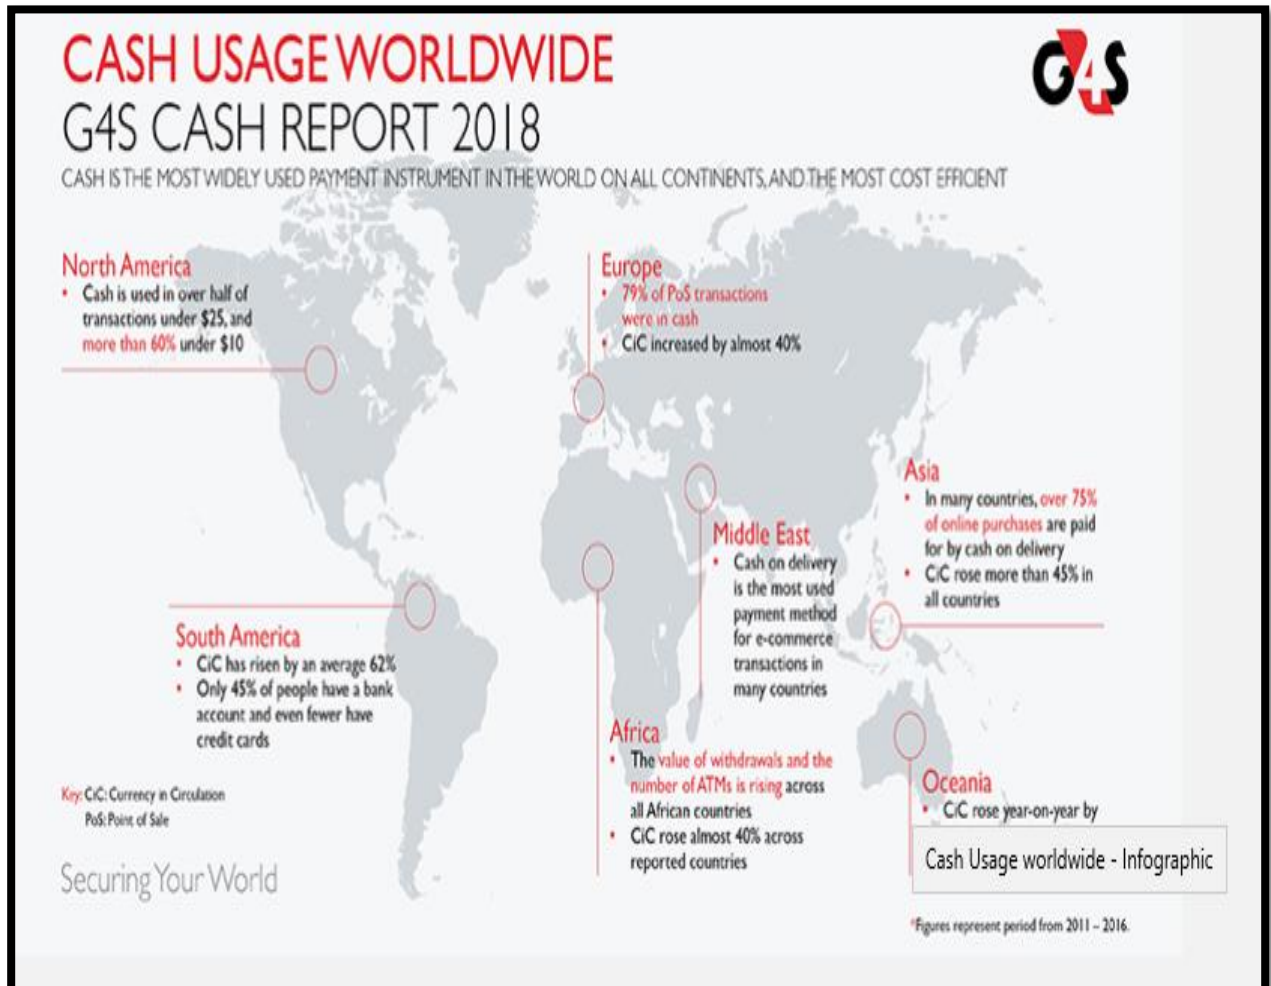 CASH USAGE WORLDWIDE
G4S CASH REPORT 2018
CASH IS THE MOST WIDELY USED PAYMENT INSTRUMENT IN THE WORLD ON ALL CONTINENTS, AND THE MOST COST EFFICIENT
G4S
North America
• Cash is used in over half of
transactions under $25, and
more than 60% under $10
Europe
• 79% of PoS transactions
were in cash
• CiC increased by almost 40%
Asia
• In many countries, over 75%
of online purchases are paid
for by cash on delivery
• CiC rose more than 45% in
all countries
Middle East
• Cash on delivery
is the most used
payment method
for e-commerce
transactions in
many countries
South America
• CiC has risen by an average 62%
• Only 45% of people have a bank
account and even fewer have
credit cards
Africa
• The value of withdrawals and the
number of ATMs is rising across
all African countries
• CiC rose almost 40% across
reported countries
Oceania
• CiC rose year-on-year by
Cash Usage worldwide - Infographic
Key: CiC: Currency in Circulation
PoS: Point of Sale
Securing Your World
*Figures represent period from 2011 – 2016.